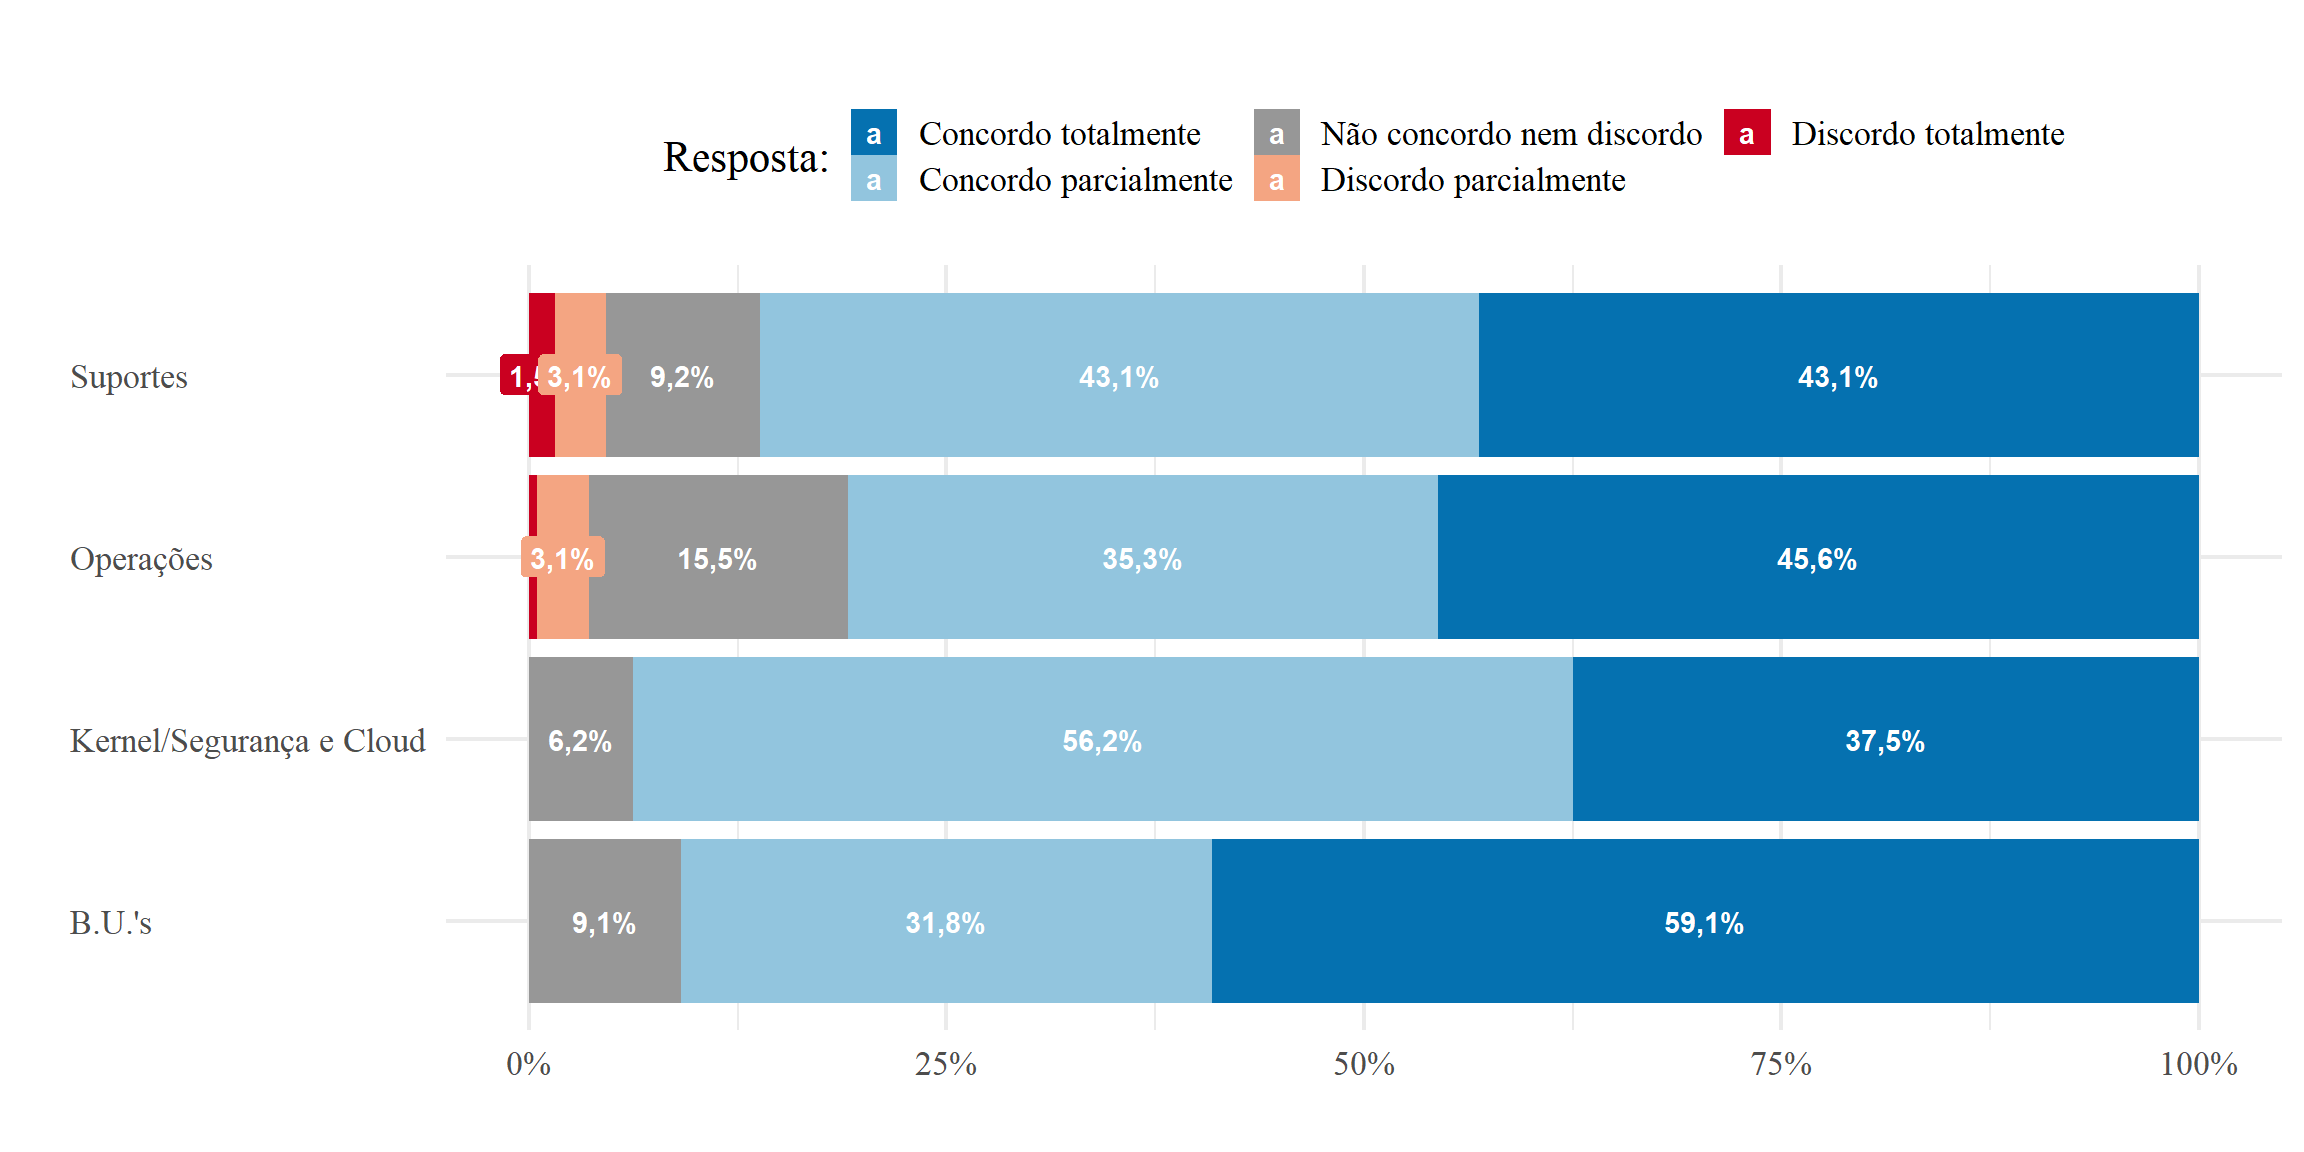 Resposta:
a Concordo totalmente a Não concordo nem discordo a Discordo totalmente
a Concordo parcialmente a Discordo parcialmente
Suportes 3,1% 9,2% 43,1% 43,1%
Operações 3,1% 15,5% 35,3% 45,6%
Kernel/Segurança e Cloud 6,2% 56,2% 37,5%
B.U.'s 9,1% 31,8% 59,1%
0% 25% 50% 75% 100%